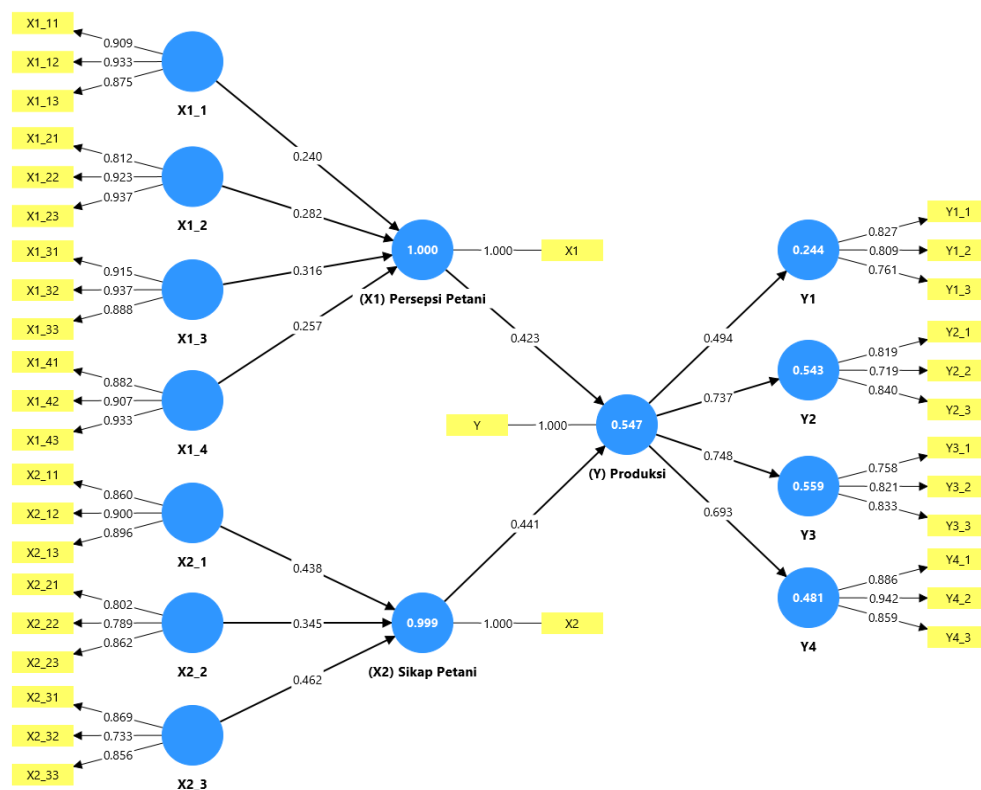 X1_11
0.909
X1_12
0.933
X1_13
0.875
X1_1
X1_21
0.812
X1_22
0.923
X1_23
0.937
X1_2
X1_31
0.915
X1_32
0.937
X1_33
0.888
X1_3
X1_41
0.882
X1_42
0.907
X1_43
0.933
X1_4
X2_11
0.860
X2_12
0.900
X2_13
0.896
X2_1
X2_21
0.802
X2_22
0.789
X2_23
0.862
X2_2
X2_31
0.869
X2_32
0.733
X2_33
0.856
X2_3
0.240
0.282
0.316
0.257
0.438
0.345
0.462
1.000
1.000
X1
(X1) Persepsi Petani
0.423
Y
1.000
0.547
(Y) Produksi
0.441
0.999
1.000
X2
(X2) Sikap Petani
0.494
0.737
0.748
0.693
0.244
Y1
0.827
Y1_1
0.809
Y1_2
0.761
Y1_3
0.543
Y2
0.819
Y2_1
0.719
Y2_2
0.840
Y2_3
0.559
Y3
0.758
Y3_1
0.821
Y3_2
0.833
Y3_3
0.481
Y4
0.886
Y4_1
0.942
Y4_2
0.859
Y4_3